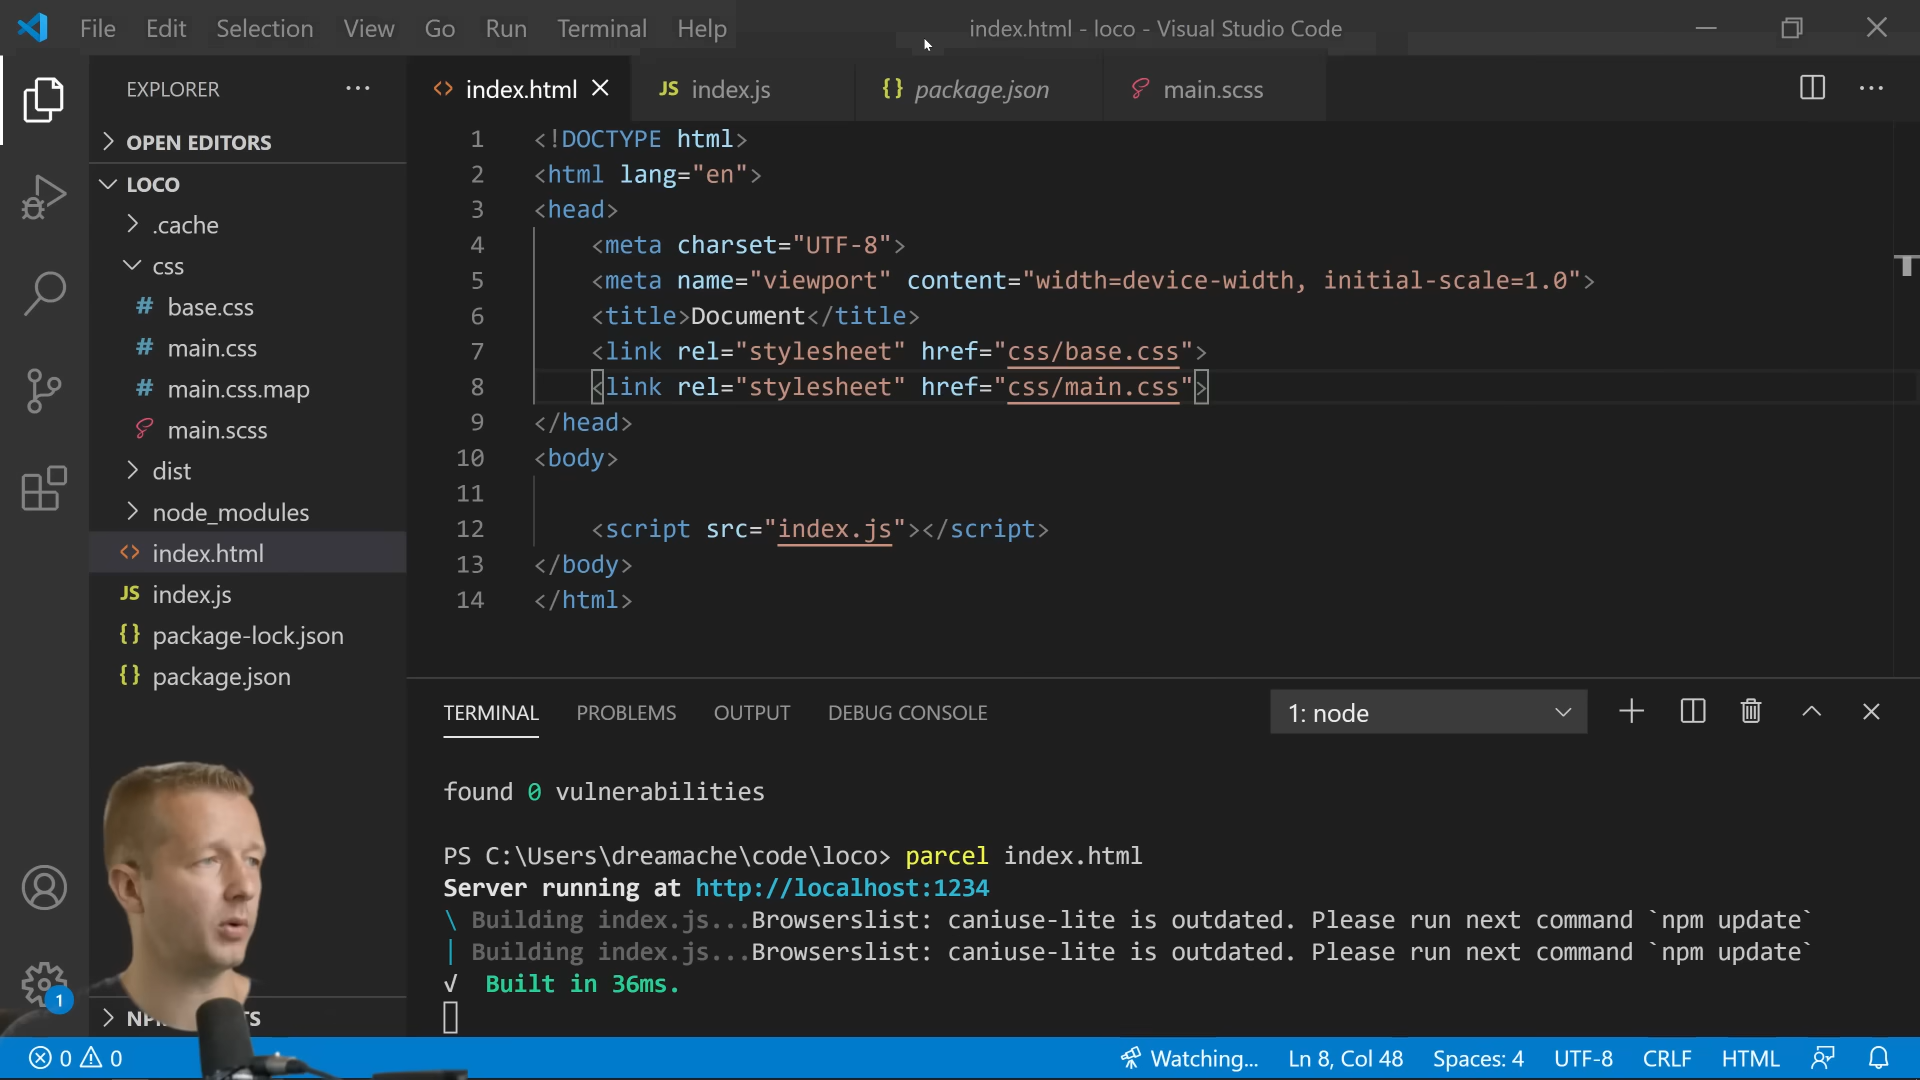 File Edit Selection View Go Run Terminal Help
index.html - loco - Visual Studio Code
EXPLORER
OPEN EDITORS
LOCO
.cache
css
# base.css
# main.css
# main.css.map
main.scss
dist
node_modules
<> index.html
JS index.js
{} package-lock.json
{} package.json
1
<> index.html
JS index.js
{} package.json
main.scss
1 <!DOCTYPE html>
2 <html lang="en">
3 <head>
4 <meta charset="UTF-8">
5 <meta name="viewport" content="width=device-width, initial-scale=1.0">
6 <title>Document</title>
7 <link rel="stylesheet" href="css/base.css">
8 <link rel="stylesheet" href="css/main.css">
9 </head>
10 <body>
11
12 <script src="index.js"></script>
13 </body>
14 </html>
TERMINAL PROBLEMS OUTPUT DEBUG CONSOLE
1: node
found 0 vulnerabilities
PS C:\Users\dreamache\code\loco> parcel index.html
Server running at http://localhost:1234
\ Building index.js...Browserslist: caniuse-lite is outdated. Please run next command `npm update`
| Building index.js...Browserslist: caniuse-lite is outdated. Please run next command `npm update`
√ Built in 36ms.
0 0
Watching... Ln 8, Col 48 Spaces: 4 UTF-8 CRLF HTML